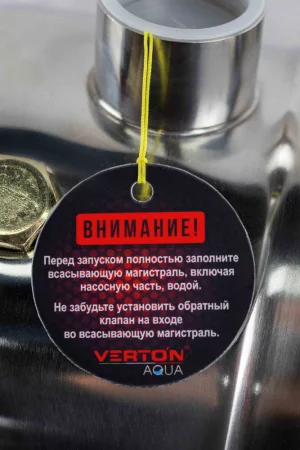 ВНИМАНИЕ!
Перед запуском полностью заполните
всасывающую магистраль, включая
насосную часть, водой.
Не забудьте установить обратный
клапан на входе
во всасывающую магистраль.
VERTON
AQUA